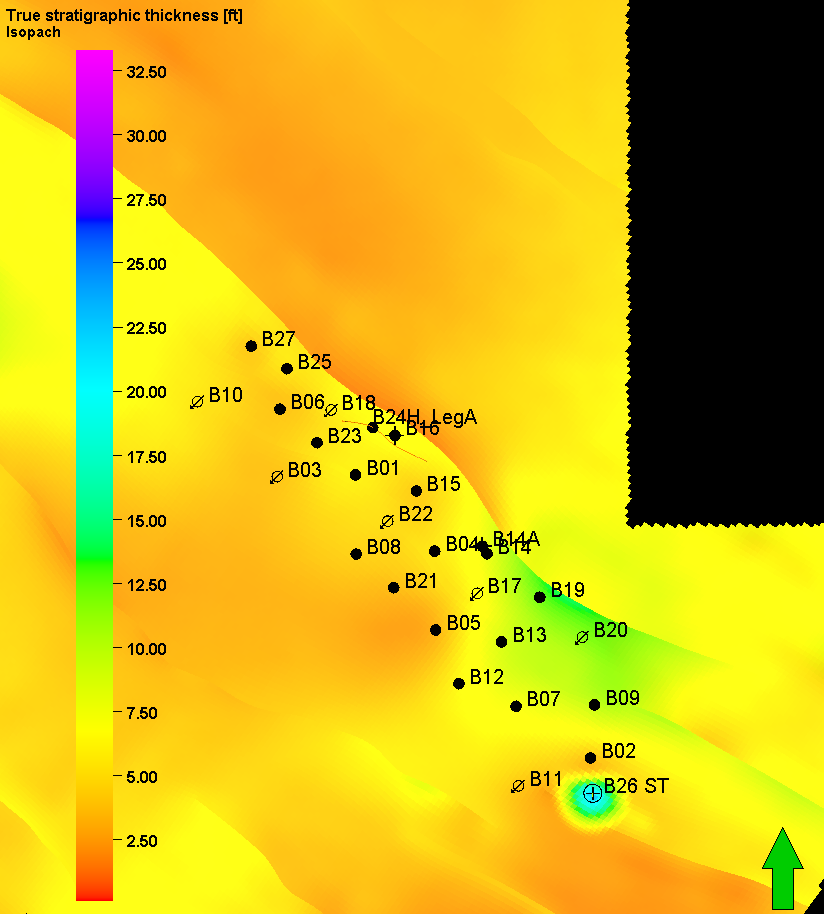 True stratigraphic thickness [ft]
Isopach
32.50
30.00
27.50
25.00
22.50
20.00
17.50
15.00
12.50
10.00
7.50
5.00
2.50
B27
B25
B10
B06
B18
B24H_LegA
B16
B23
B03
B01
B15
B22
B14A
B04
B14
B08
B21
B17
B19
B05
B13
B20
B12
B07
B09
B02
B11
B26 ST